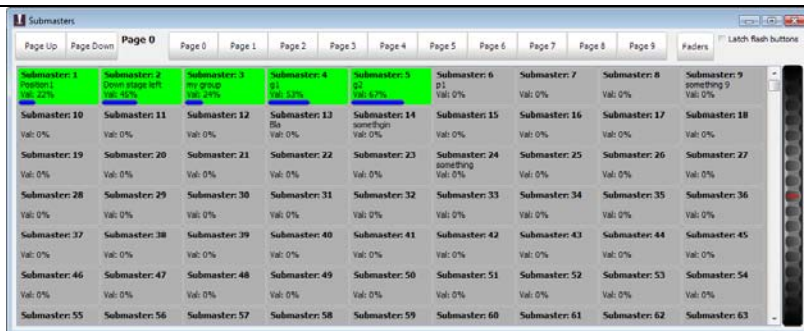 Submasters
Page Up Page Down Page 0 Page 0 Page 1 Page 2 Page 3 Page 4 Page 5 Page 6 Page 7 Page 8 Page 9 Faders Latch flash buttons
Submaster: 1 Submaster: 2 Submaster: 3 Submaster: 4 Submaster: 5 Submaster: 6 Submaster: 7 Submaster: 8 Submaster: 9
Position1 Down stage left my group g1 g2 p1 something 9
Val: 22% Val: 45% Val: 24% Val: 53% Val: 67% Val: 0% Val: 0% Val: 0% Val: 0%
Submaster: 10 Submaster: 11 Submaster: 12 Submaster: 13 Submaster: 14 Submaster: 15 Submaster: 16 Submaster: 17 Submaster: 18
Bla somethgin
Val: 0% Val: 0% Val: 0% Val: 0% Val: 0% Val: 0% Val: 0% Val: 0% Val: 0%
Submaster: 19 Submaster: 20 Submaster: 21 Submaster: 22 Submaster: 23 Submaster: 24 Submaster: 25 Submaster: 26 Submaster: 27
something
Val: 0% Val: 0% Val: 0% Val: 0% Val: 0% Val: 0% Val: 0% Val: 0% Val: 0%
Submaster: 28 Submaster: 29 Submaster: 30 Submaster: 31 Submaster: 32 Submaster: 33 Submaster: 34 Submaster: 35 Submaster: 36
Val: 0% Val: 0% Val: 0% Val: 0% Val: 0% Val: 0% Val: 0% Val: 0% Val: 0%
Submaster: 37 Submaster: 38 Submaster: 39 Submaster: 40 Submaster: 41 Submaster: 42 Submaster: 43 Submaster: 44 Submaster: 45
Val: 0% Val: 0% Val: 0% Val: 0% Val: 0% Val: 0% Val: 0% Val: 0% Val: 0%
Submaster: 46 Submaster: 47 Submaster: 48 Submaster: 49 Submaster: 50 Submaster: 51 Submaster: 52 Submaster: 53 Submaster: 54
Val: 0% Val: 0% Val: 0% Val: 0% Val: 0% Val: 0% Val: 0% Val: 0% Val: 0%
Submaster: 55 Submaster: 56 Submaster: 57 Submaster: 58 Submaster: 59 Submaster: 60 Submaster: 61 Submaster: 62 Submaster: 63